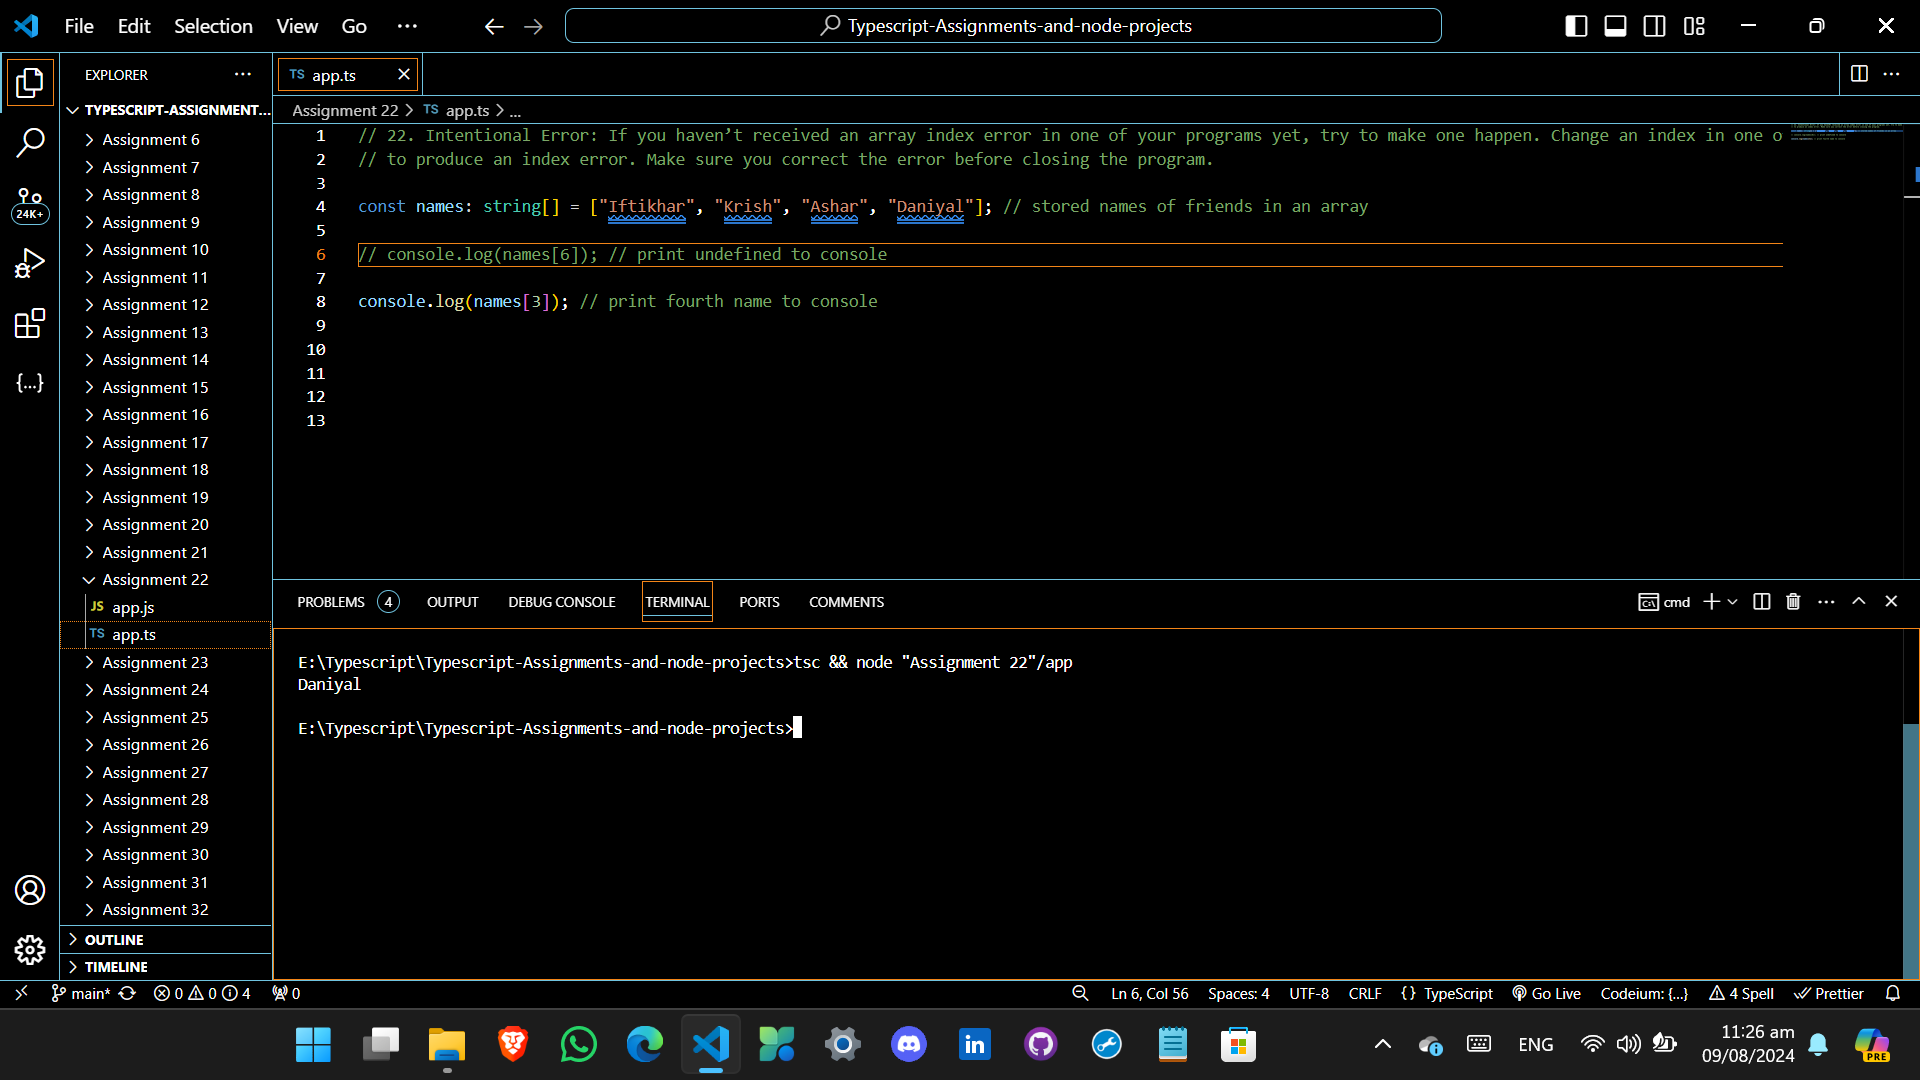 File Edit Selection View Go ···
Typescript-Assignments-and-node-projects
EXPLORER ···
TYPESCRIPT-ASSIGNMENT...
Assignment 6
Assignment 7
Assignment 8
Assignment 9
Assignment 10
Assignment 11
Assignment 12
Assignment 13
Assignment 14
Assignment 15
Assignment 16
Assignment 17
Assignment 18
Assignment 19
Assignment 20
Assignment 21
Assignment 22
JS app.js
TS app.ts
Assignment 23
Assignment 24
Assignment 25
Assignment 26
Assignment 27
Assignment 28
Assignment 29
Assignment 30
Assignment 31
Assignment 32
OUTLINE
TIMELINE
24K+
TS app.ts
Assignment 22 > TS app.ts > ...
1 // 22. Intentional Error: If you haven’t received an array index error in one of your programs yet, try to make one happen. Change an index in one o
2 // to produce an index error. Make sure you correct the error before closing the program.
3
4 const names: string[] = ["Iftikhar", "Krish", "Ashar", "Daniyal"]; // stored names of friends in an array
5
6 // console.log(names[6]); // print undefined to console
7
8 console.log(names[3]); // print fourth name to console
9
10
11
12
13
PROBLEMS 4 OUTPUT DEBUG CONSOLE TERMINAL PORTS COMMENTS cmd
E:\Typescript\Typescript-Assignments-and-node-projects>tsc && node "Assignment 22"/app
Daniyal
E:\Typescript\Typescript-Assignments-and-node-projects>
main* 0 0 4 0 Ln 6, Col 56 Spaces: 4 UTF-8 CRLF {} TypeScript Go Live Codeium: {...} 4 Spell Prettier
ENG 11:26 am
09/08/2024
PRE